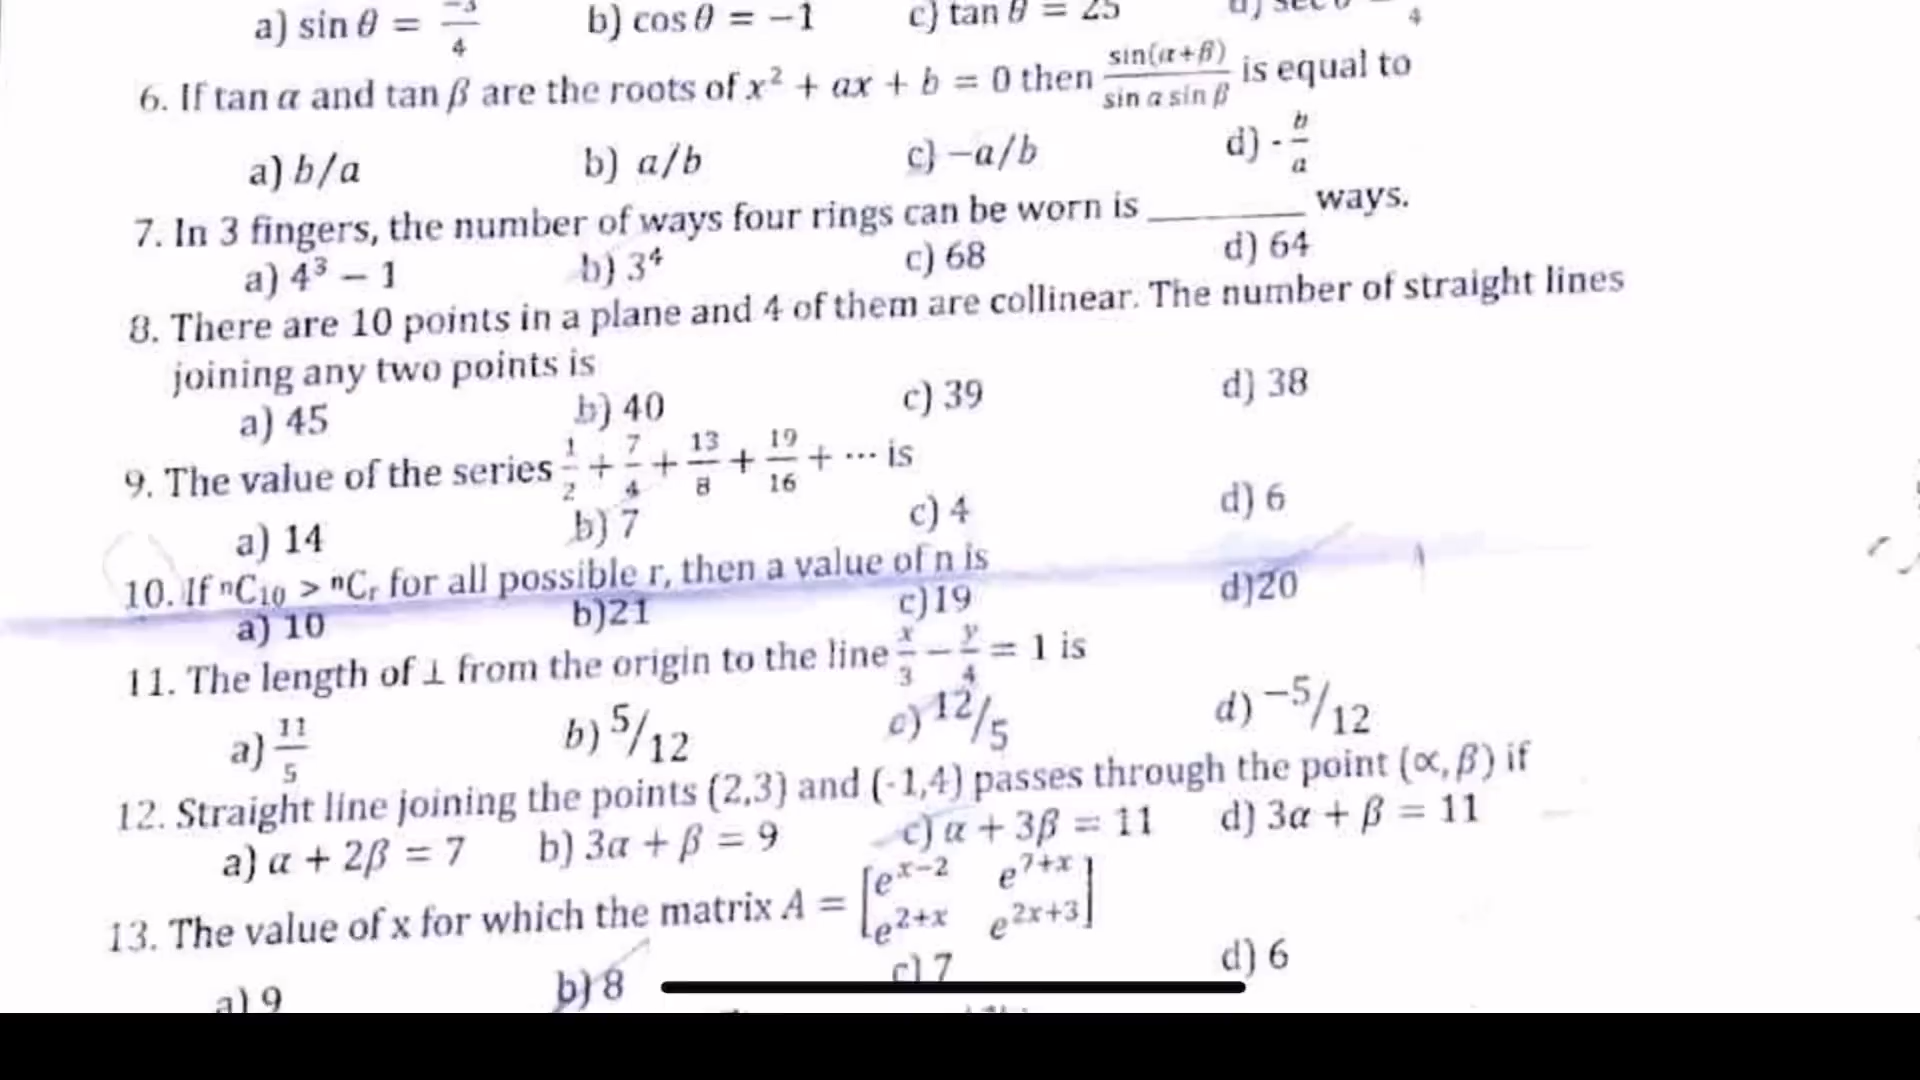 a) sin θ = −3/4 b) cos θ = −1 c) tan θ = 25
6. If tan α and tan β are the roots of x² + ax + b = 0 then sin(α+β)/sin α sin β is equal to
a) b/a b) a/b c) −a/b d) - b/a
7. In 3 fingers, the number of ways four rings can be worn is ________ ways.
a) 4³ − 1 b) 3⁴ c) 68 d) 64
8. There are 10 points in a plane and 4 of them are collinear. The number of straight lines
joining any two points is
a) 45 b) 40 c) 39 d) 38
9. The value of the series 1/2 + 7/4 + 13/8 + 19/16 + ⋯ is
a) 14 b) 7 c) 4 d) 6
10. If ⁿC₁₀ > ⁿCᵣ for all possible r, then a value of n is
a) 10 b)21 c)19 d)20
11. The length of ⊥ from the origin to the line x/3 − y/4 = 1 is
a) 11/5 b) 5/12 c) 12/5 d) −5/12
12. Straight line joining the points (2,3) and (-1,4) passes through the point (∝, β) if
a) α + 2β = 7 b) 3α + β = 9 c) α + 3β = 11 d) 3α + β = 11
13. The value of x for which the matrix A = [e^x−2 e^7+x
e^2+x e^2x+3]
a) 9 b) 8 c) 7 d) 6